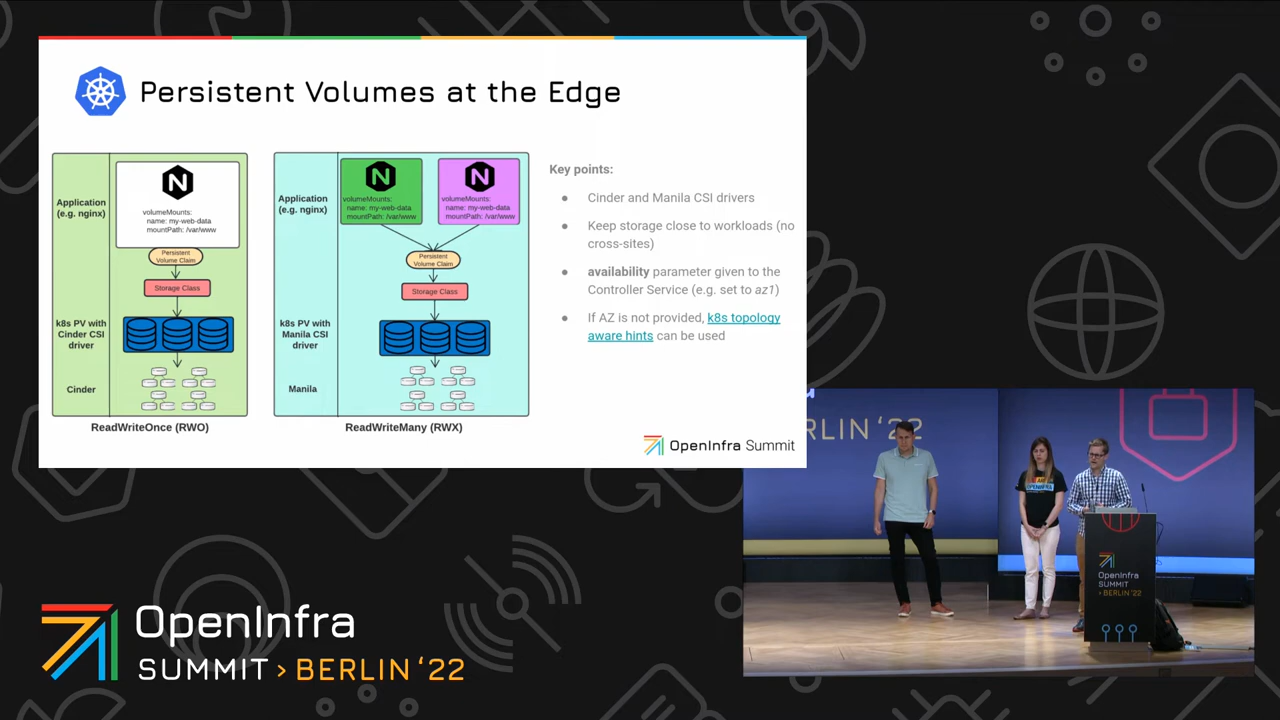 Persistent Volumes at the Edge
Application
(e.g. nginx)
volumeMounts:
name: my-web-data
mountPath: /var/www
Persistent
Volume Claim
Storage Class
k8s PV with
Cinder CSI
driver
Cinder
ReadWriteOnce (RWO)
Application
(e.g. nginx)
N
volumeMounts:
name: my-web-data
mountPath: /var/www
N
volumeMounts:
name: my-web-data
mountPath: /var/www
Persistent
Volume Claim
Storage Class
k8s PV with
Manila CSI
driver
Manila
ReadWriteMany (RWX)
Key points:
● Cinder and Manila CSI drivers
● Keep storage close to workloads (no
cross-sites)
● availability parameter given to the
Controller Service (e.g. set to az1)
● If AZ is not provided, k8s topology
aware hints can be used
OpenInfra Summit
RLIN '22
OpenInfra
SUMMIT
> BERLIN '22
OpenInfra
SUMMIT > BERLIN '22